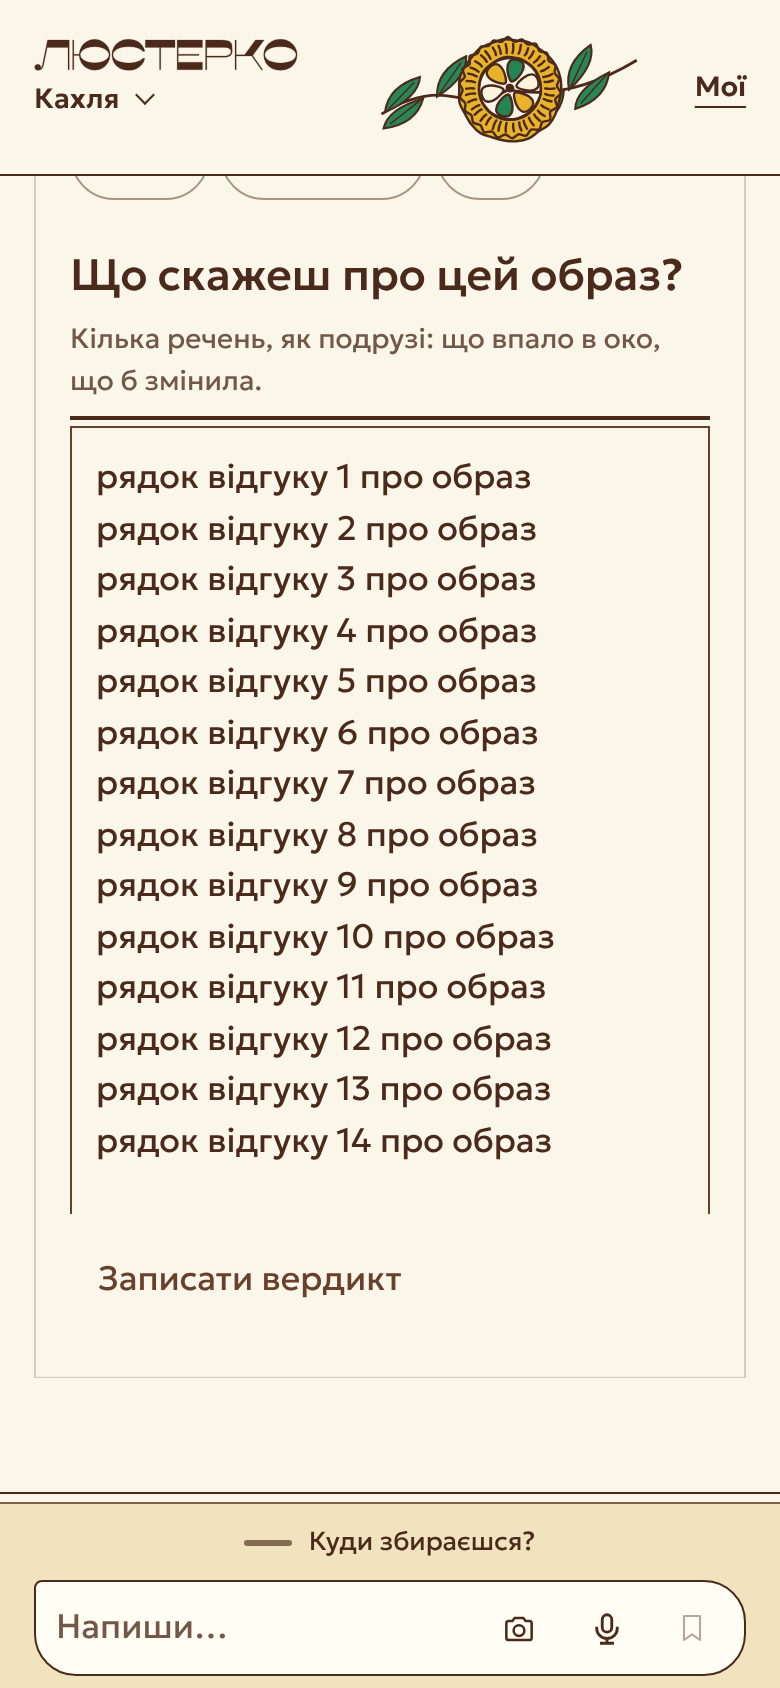 ЛЮСТЕРКО
Кахля
Мої
Що скажеш про цей образ?
Кілька речень, як подрузі: що впало в око,
що б змінила.
рядок відгуку 1 про образ
рядок відгуку 2 про образ
рядок відгуку 3 про образ
рядок відгуку 4 про образ
рядок відгуку 5 про образ
рядок відгуку 6 про образ
рядок відгуку 7 про образ
рядок відгуку 8 про образ
рядок відгуку 9 про образ
рядок відгуку 10 про образ
рядок відгуку 11 про образ
рядок відгуку 12 про образ
рядок відгуку 13 про образ
рядок відгуку 14 про образ
Записати вердикт
Куди збираєшся?
Напиши...